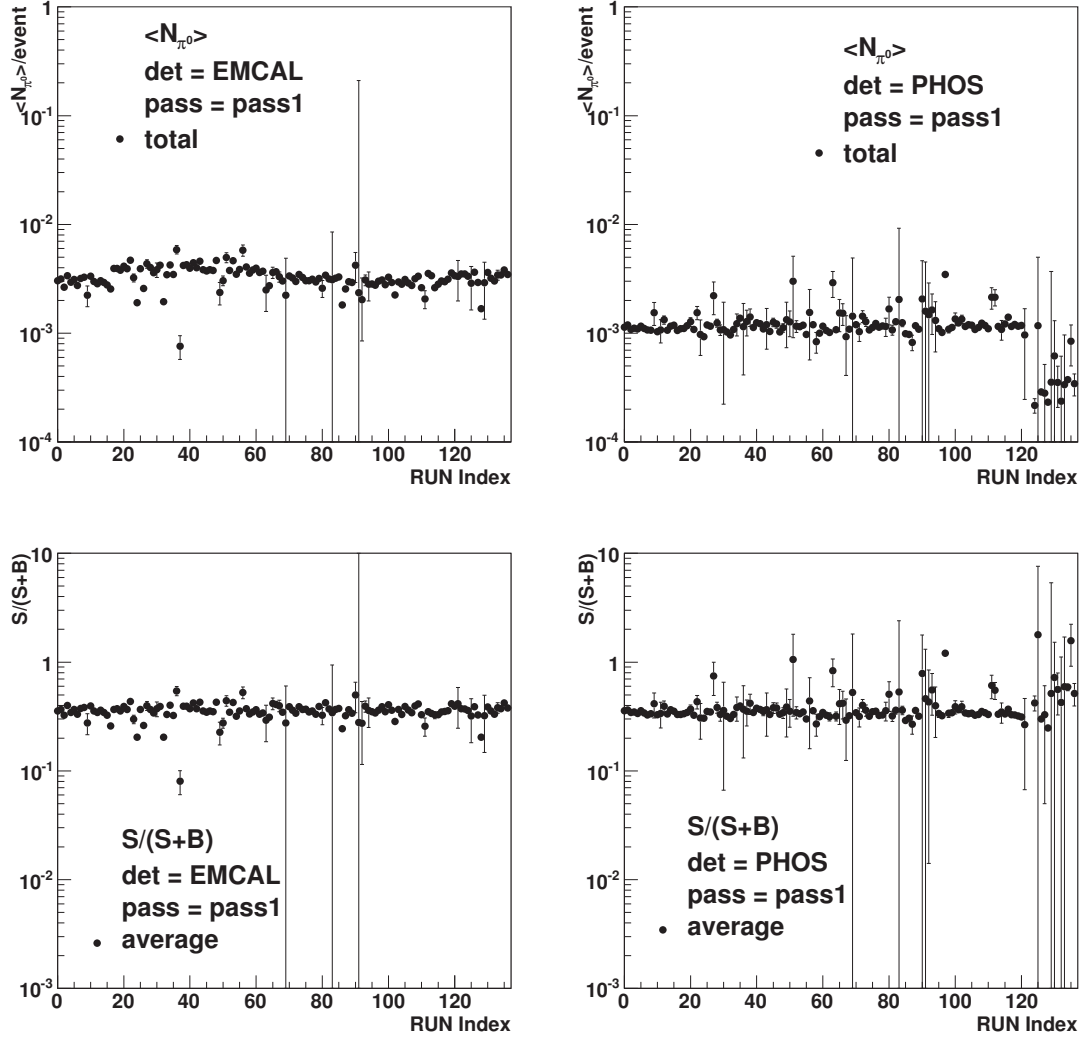 <N_π⁰>/event
1
10⁻¹
10⁻²
10⁻³
10⁻⁴
<N_π⁰>
det = EMCAL
pass = pass1
total
0 20 40 60 80 100 120
RUN Index
<N_π⁰>/event
1
10⁻¹
10⁻²
10⁻³
10⁻⁴
<N_π⁰>
det = PHOS
pass = pass1
total
0 20 40 60 80 100 120
RUN Index
S/(S+B)
10
1
10⁻¹
10⁻²
10⁻³
S/(S+B)
det = EMCAL
pass = pass1
average
0 20 40 60 80 100 120
RUN Index
S/(S+B)
10
1
10⁻¹
10⁻²
10⁻³
S/(S+B)
det = PHOS
pass = pass1
average
0 20 40 60 80 100 120
RUN Index